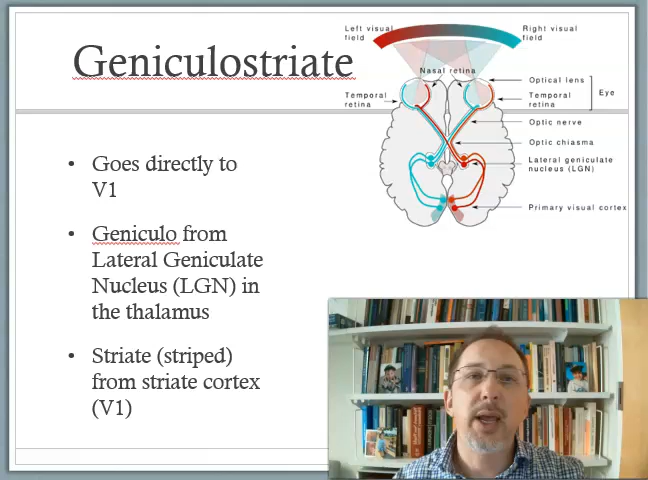 Geniculostriate
• Goes directly to
V1
• Geniculo from
Lateral Geniculate
Nucleus (LGN) in
the thalamus
• Striate (striped)
from striate cortex
(V1)
Left visual
field
Right visual
field
Nasal retina
Temporal
retina
Optical lens
Temporal
retina
Eye
Optic nerve
Optic chiasma
Lateral geniculate
nucleus (LGN)
Primary visual cortex